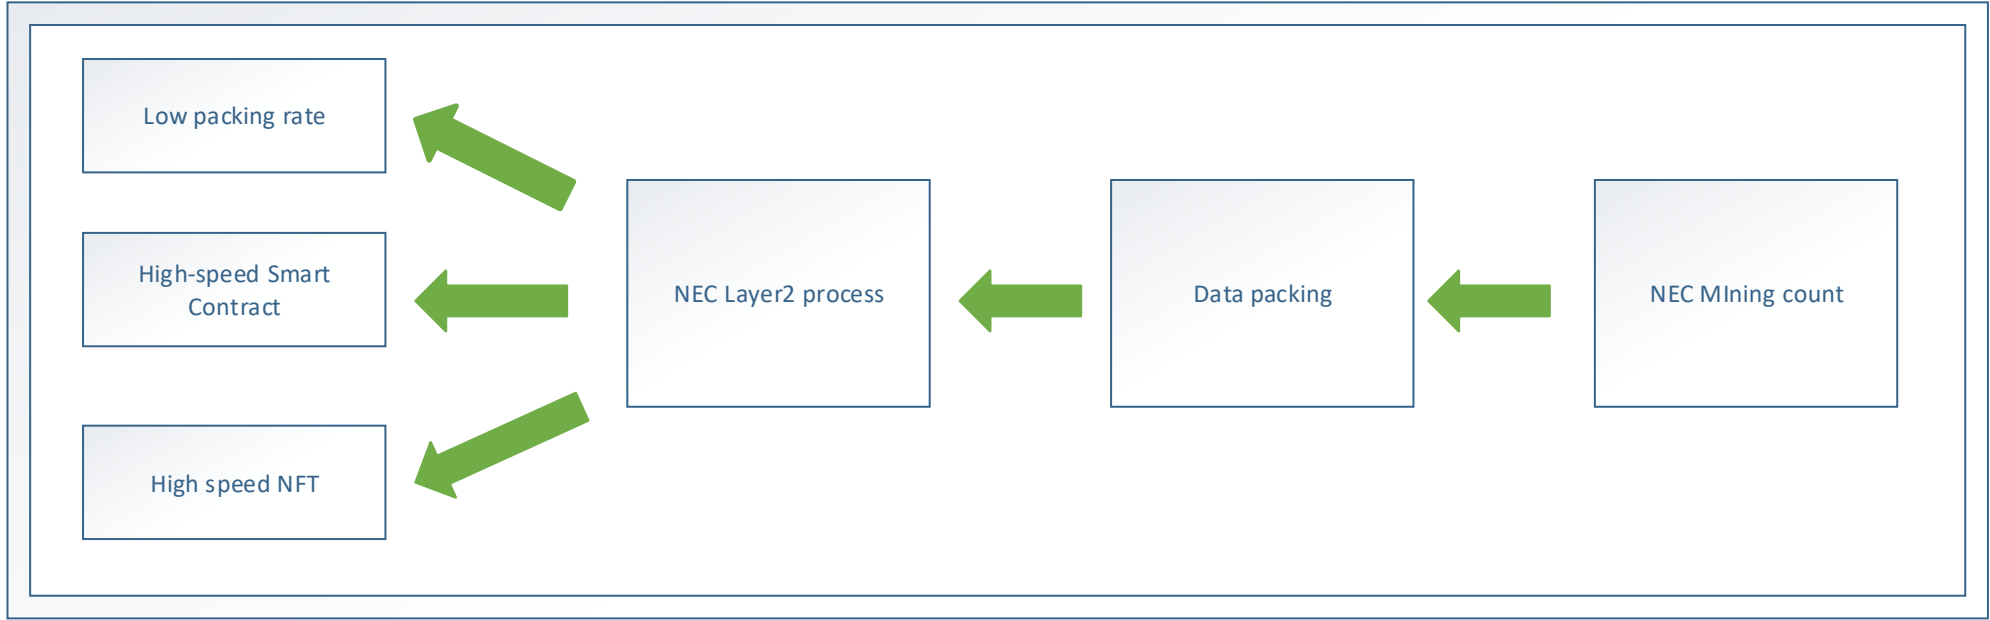 Low packing rate
High-speed Smart
Contract
High speed NFT
NEC Layer2 process
Data packing
NEC MIning count